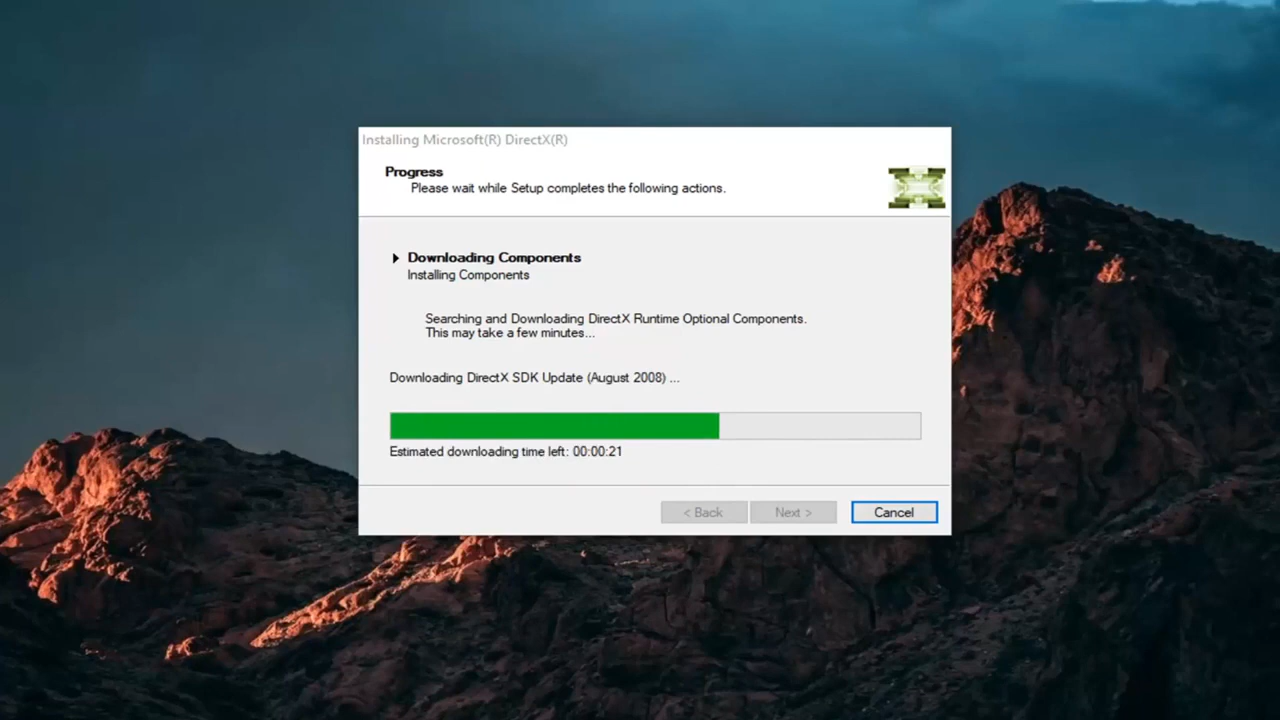 Installing Microsoft(R) DirectX(R)
Progress
Please wait while Setup completes the following actions.
Downloading Components
Installing Components
Searching and Downloading DirectX Runtime Optional Components.
This may take a few minutes...
Downloading DirectX SDK Update (August 2008) ...
Estimated downloading time left: 00:00:21
< Back Next > Cancel